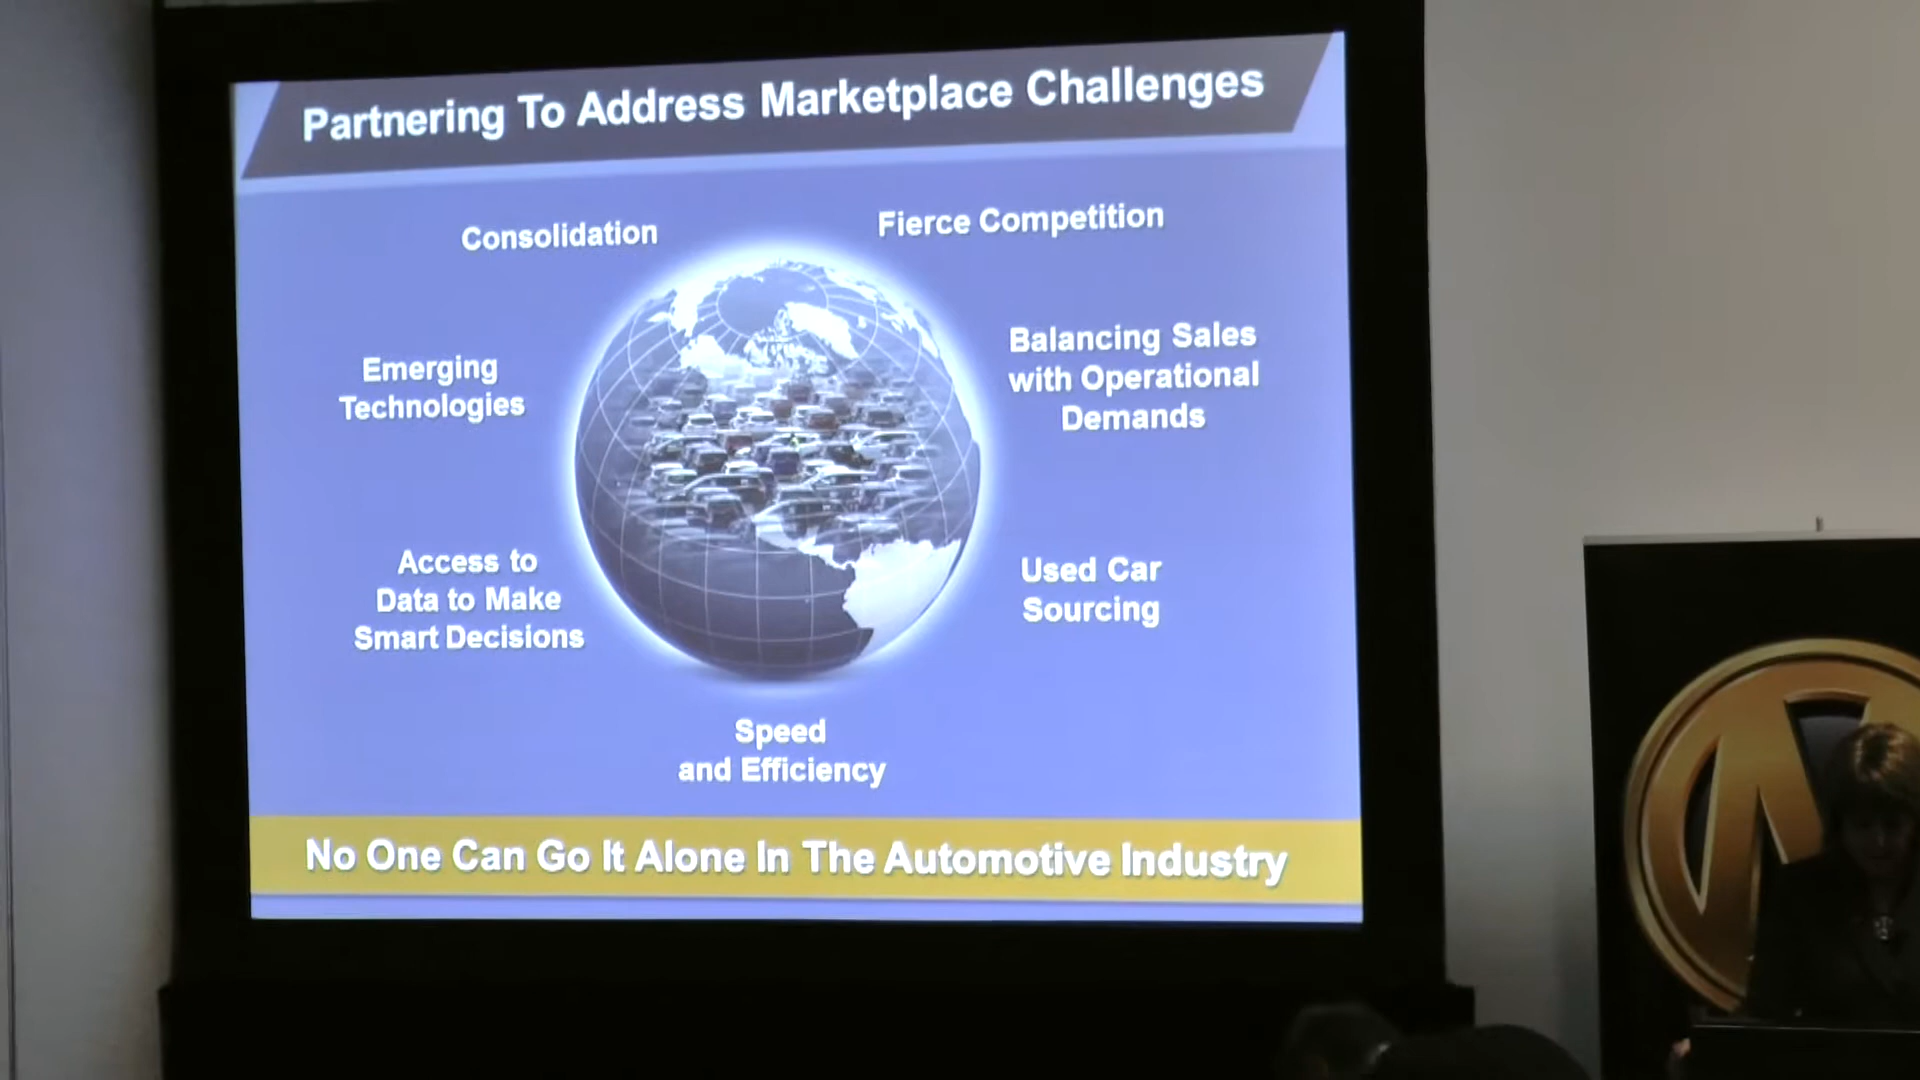 Partnering To Address Marketplace Challenges
Consolidation
Fierce Competition
Emerging
Technologies
Balancing Sales
with Operational
Demands
Access to
Data to Make
Smart Decisions
Used Car
Sourcing
Speed
and Efficiency
No One Can Go It Alone In The Automotive Industry